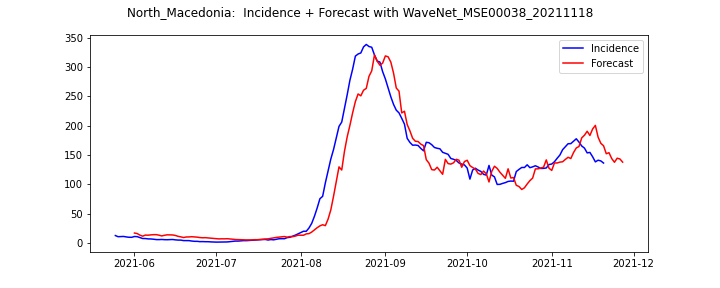 North_Macedonia:  Incidence + Forecast with WaveNet_MSE00038_20211118
Incidence
Forecast
350
300
250
200
150
100
50
0
2021-06 2021-07 2021-08 2021-09 2021-10 2021-11 2021-12